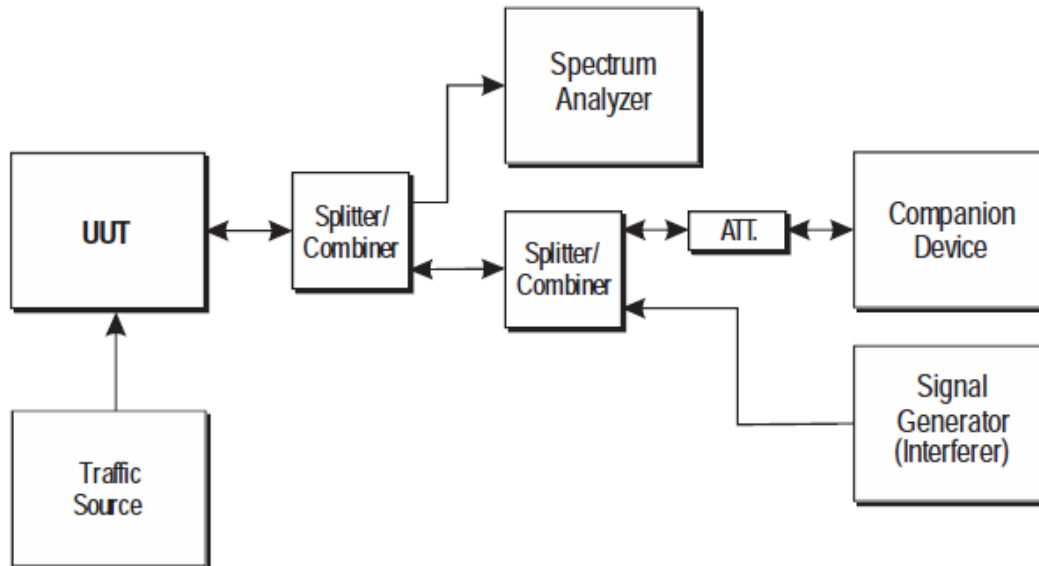 Spectrum
Analyzer
UUT
Splitter/
Combiner
Splitter/
Combiner
ATT.
Companion
Device
Signal
Generator
(Interferer)
Traffic
Source